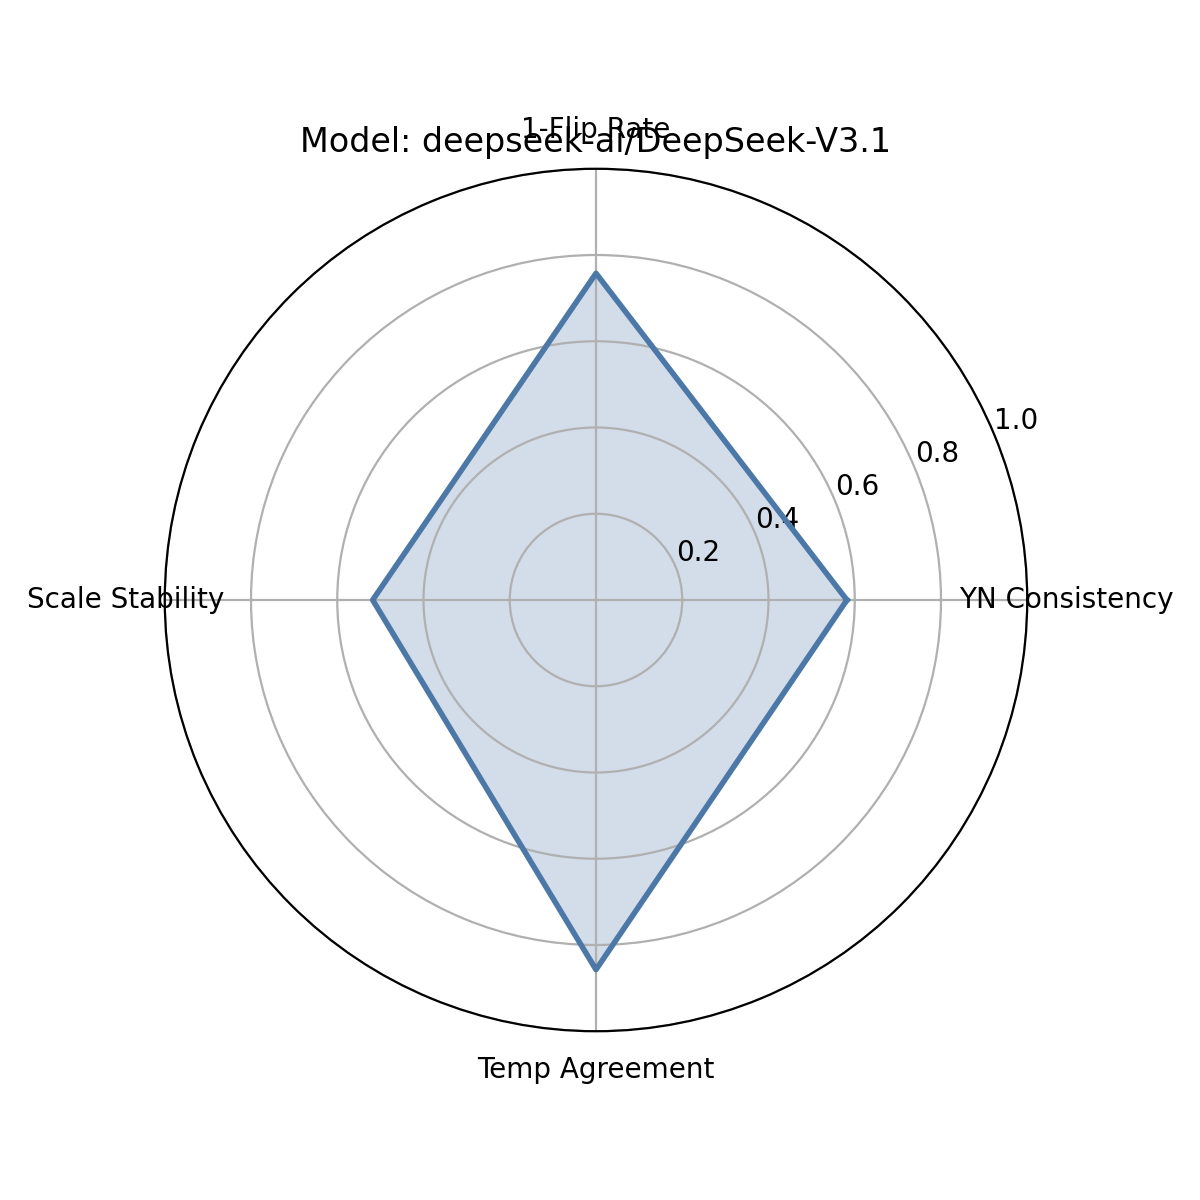 1-Flip Rate
Model: deepseek-ai/DeepSeek-V3.1
1.0
0.8
0.6
0.4
0.2
Scale Stability
YN Consistency
Temp Agreement